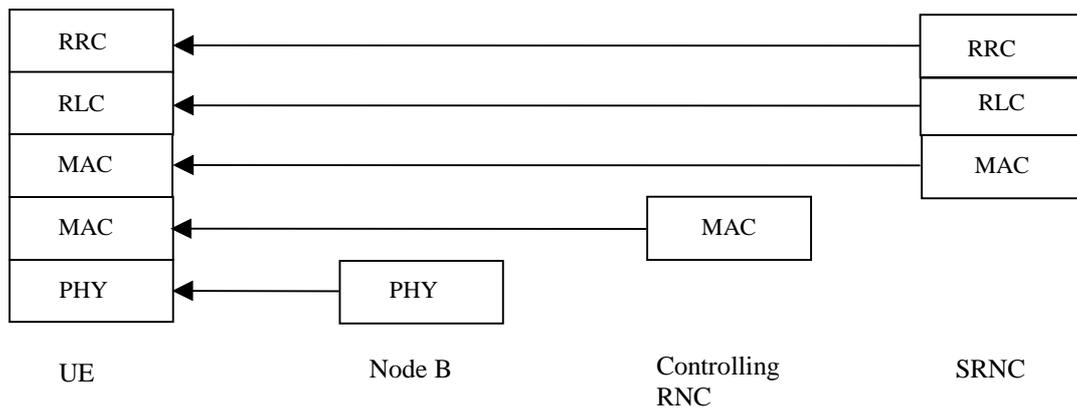 RRC RRC
RLC RLC
MAC MAC
MAC MAC
PHY PHY
UE Node B Controlling SRNC
RNC